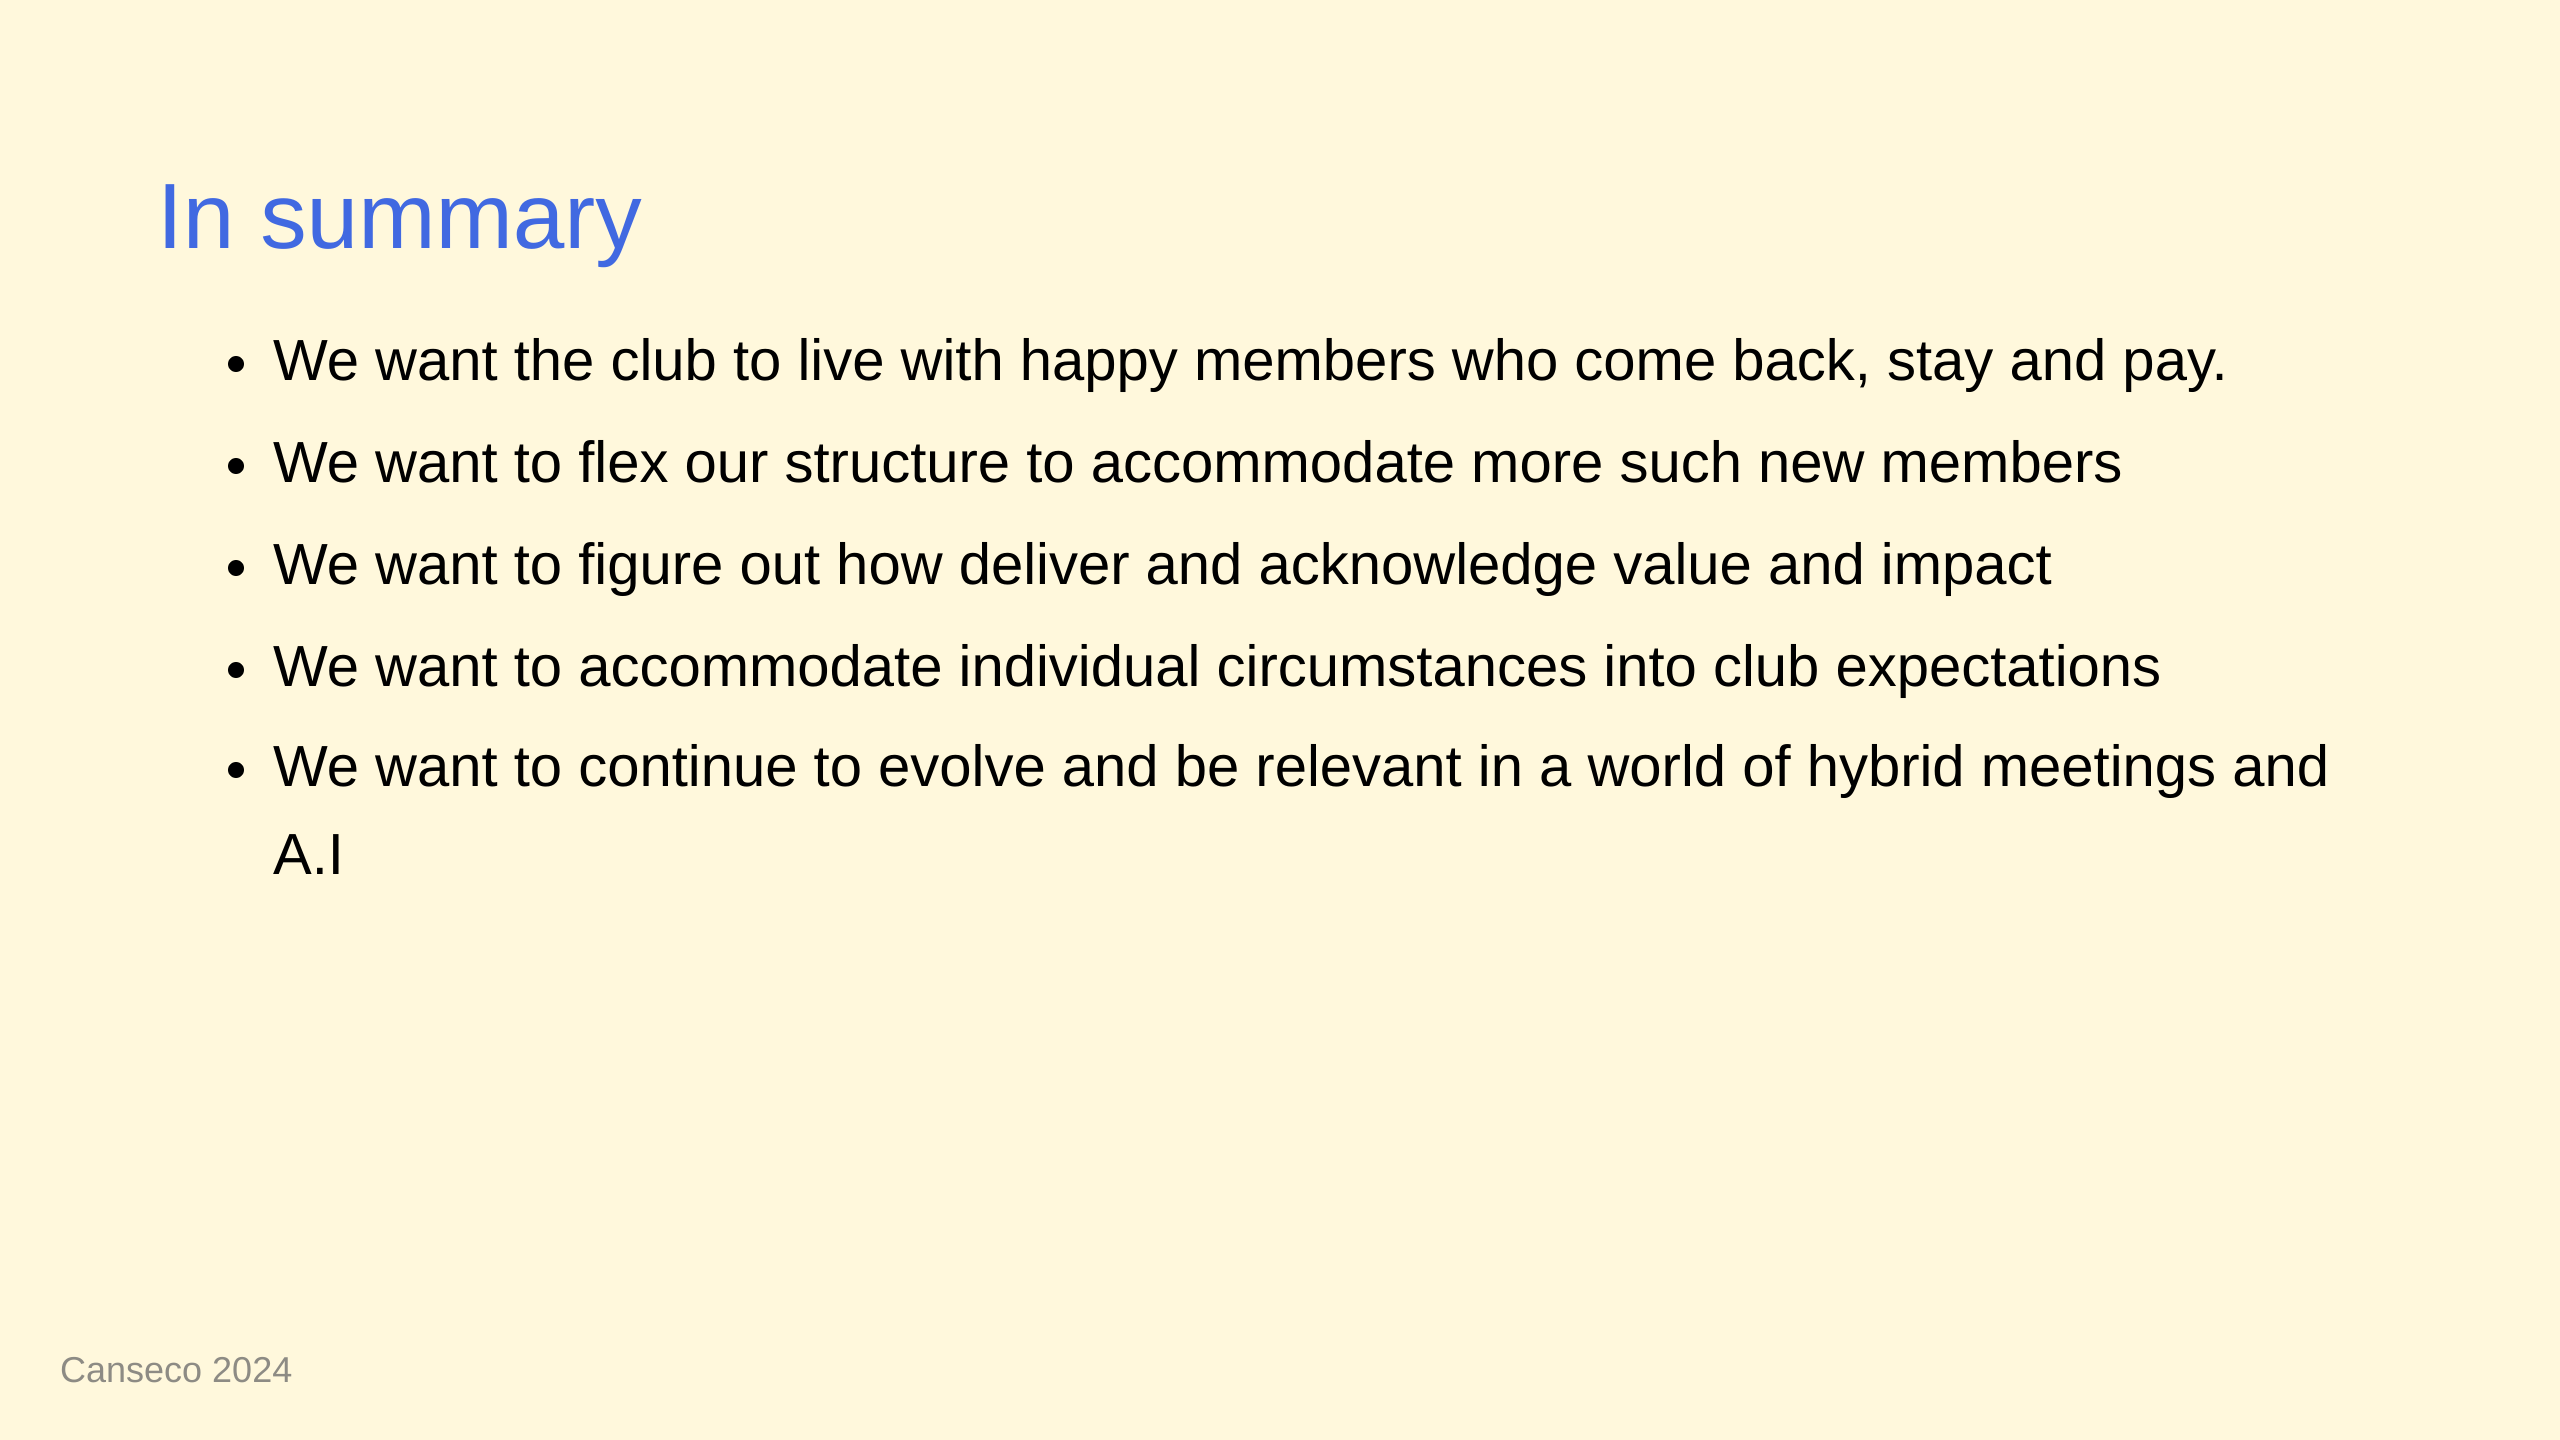 In summary
• We want the club to live with happy members who come back, stay and pay.
• We want to flex our structure to accommodate more such new members
• We want to figure out how deliver and acknowledge value and impact
• We want to accommodate individual circumstances into club expectations
• We want to continue to evolve and be relevant in a world of hybrid meetings and
A.I
Canseco 2024